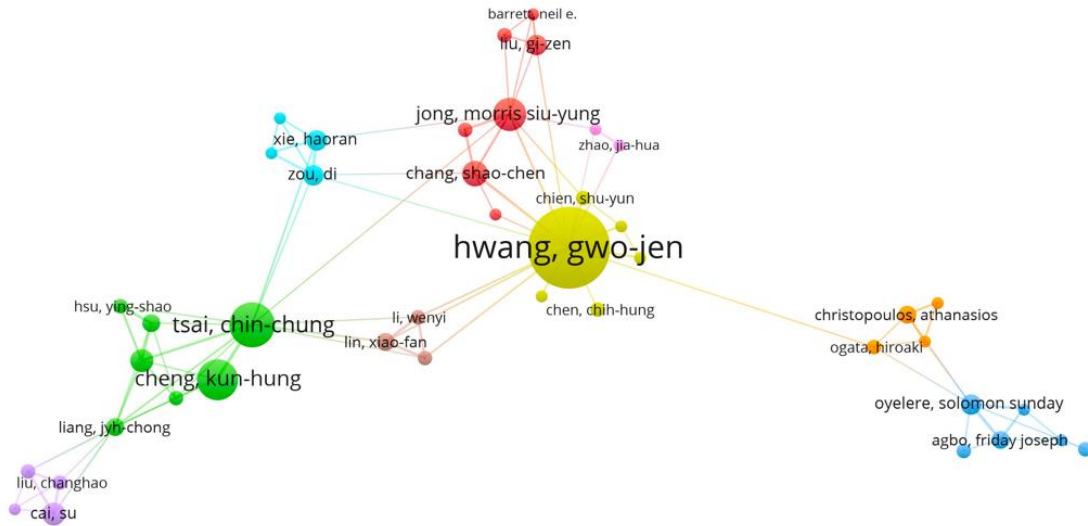 barrett, neil e.
liu, gi-zen
jong, morris siu-yung
xie, haoran
zhao, jia-hua
zou, di
chang, shao-chen
chien, shu-yun
hwang, gwo-jen
hsu, ying-shao
chen, chih-hung
tsai, chin-chung
li, wenyi
christopoulos, athanasios
lin, xiao-fan
ogata, hiroaki
cheng, kun-hung
oyelere, solomon sunday
liang, jyh-chong
agbo, friday joseph
liu, changhao
cai, su